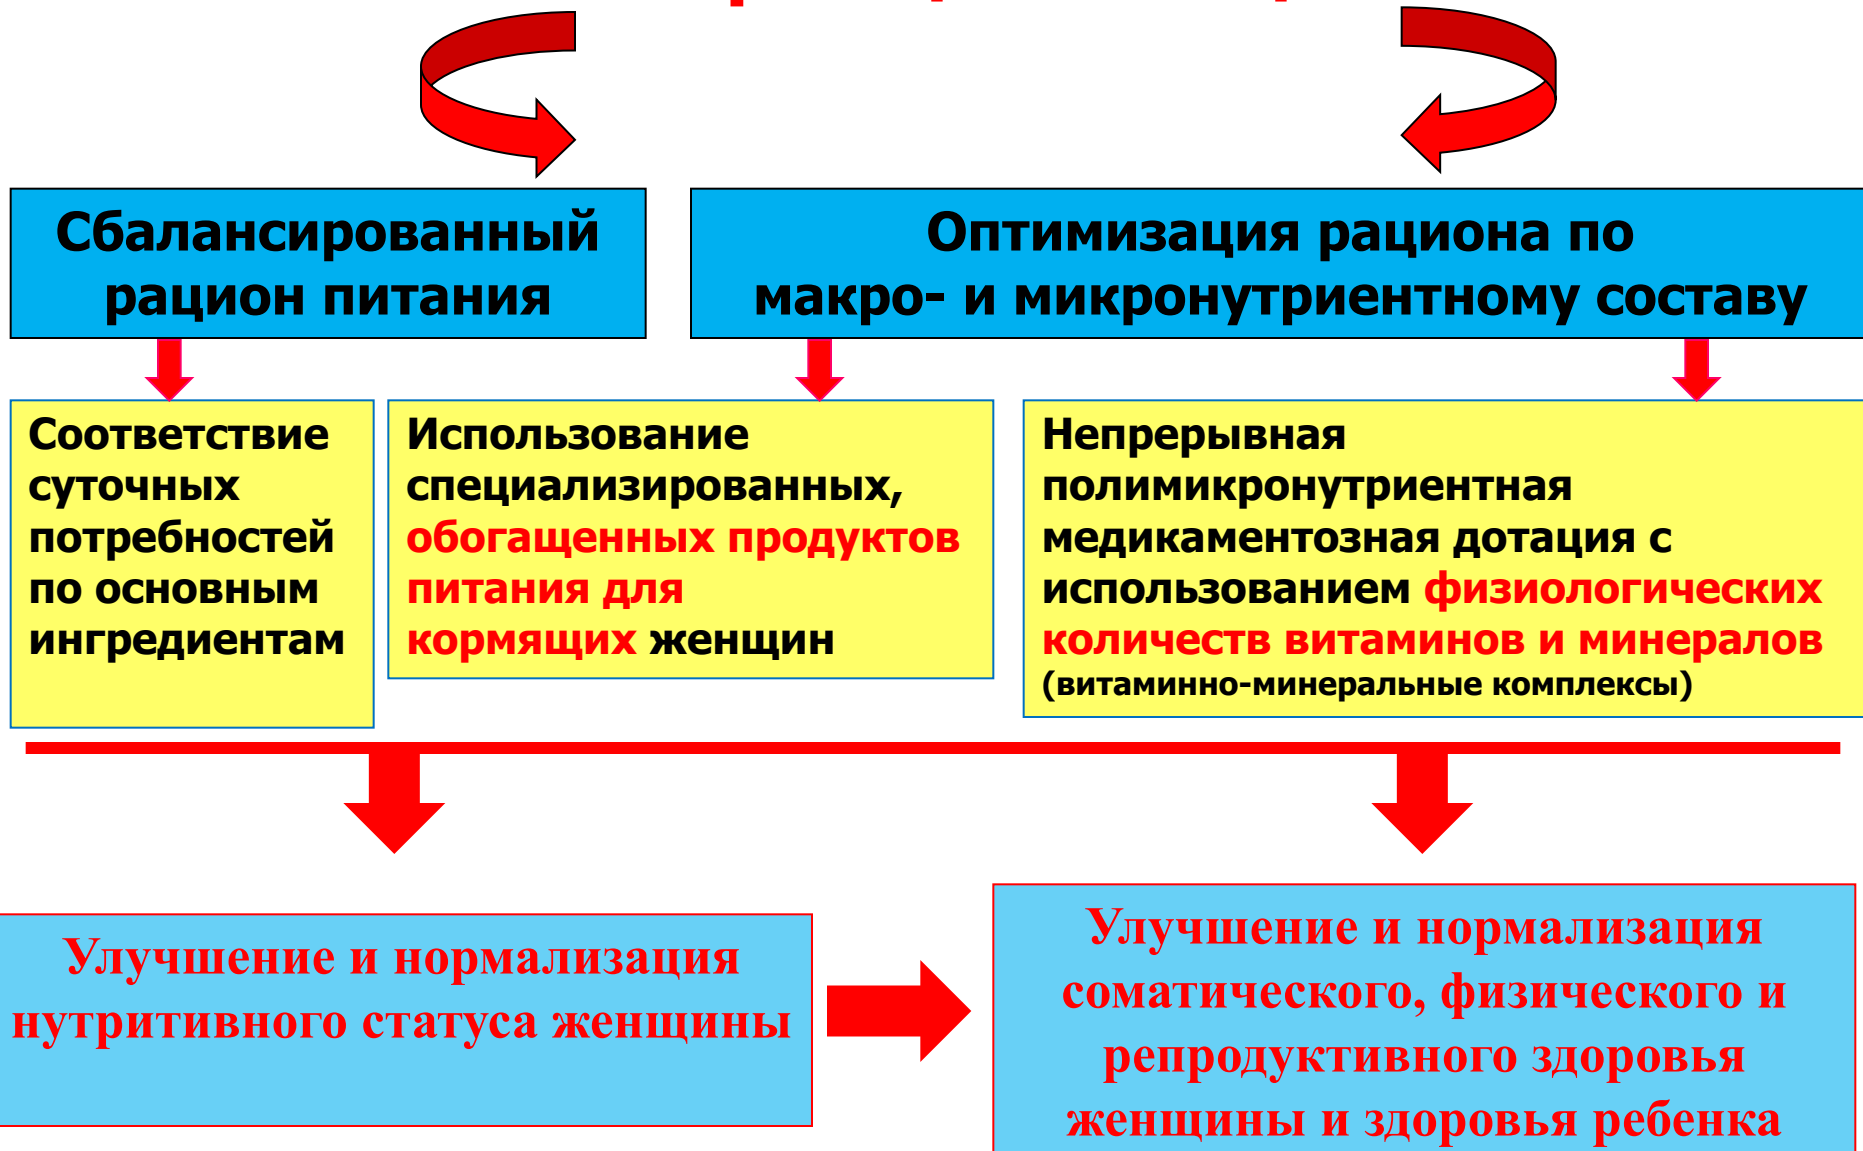 Сбалансированный
рацион питания
Оптимизация рациона по
макро- и микронутриентному составу
Соответствие
суточных
потребностей
по основным
ингредиентам
Использование
специализированных,
обогащенных продуктов
питания для
кормящих женщин
Непрерывная
полимикронутриентная
медикаментозная дотация с
использованием физиологических
количеств витаминов и минералов
(витаминно-минеральные комплексы)
Улучшение и нормализация
нутритивного статуса женщины
Улучшение и нормализация
соматического, физического и
репродуктивного здоровья
женщины и здоровья ребенка